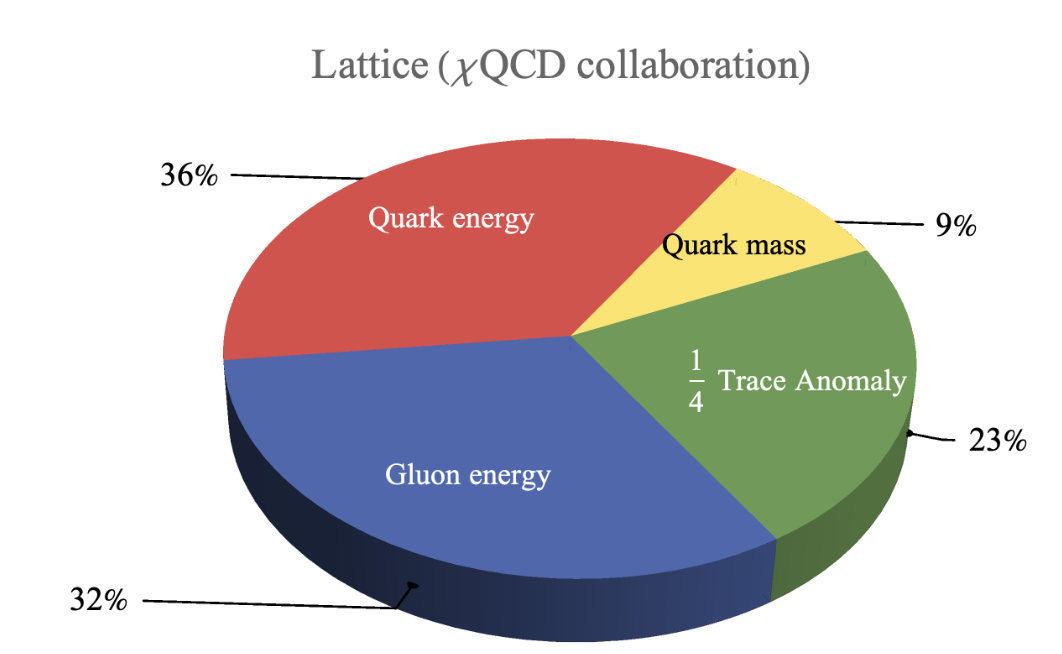 Lattice (χQCD collaboration)
36%
Quark energy
Quark mass
9%
1/4 Trace Anomaly
23%
Gluon energy
32%